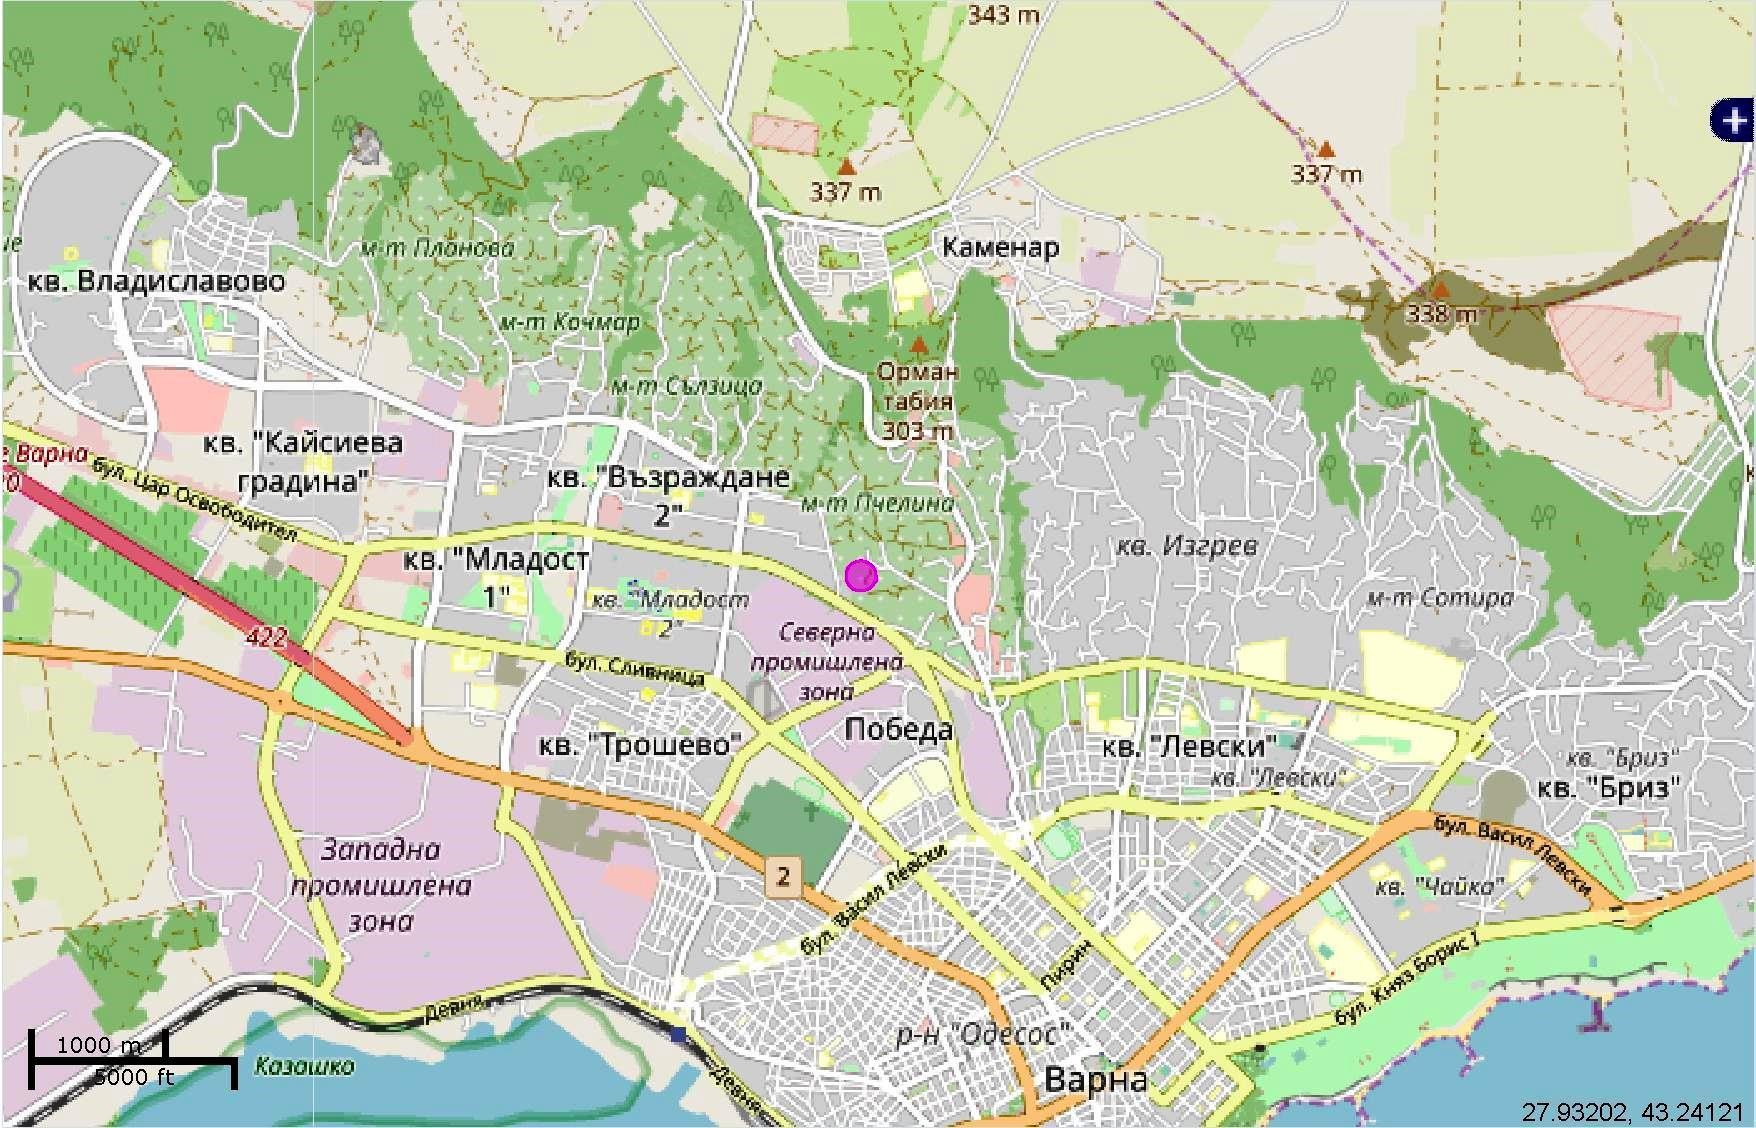 343 m
337 m
337 m
м-т Планова
Каменар
кв. Владиславово
м-т Кочмар
338 m
м-т Сълзица
Орман
табия
303 m
кв. "Кайсиева
градина"
Варна
бул. Цар Освободител
кв. "Възраждане
2"
м-т Пчелина
кв. "Младост
1"
кв. "Младост
2"
кв. Изгрев
м-т Сотира
422
Северна
промишлена
зона
бул. Сливница
Победа
кв. "Трошево"
кв. "Левски"
кв. "Левски"
кв. "Бриз"
кв. "Бриз"
бул. Васил Левски
Западна
промишлена
зона
2
бул. Васил Левски
кв. "Чайка"
Пирин
бул. Княз Борис I
Девня
р-н "Одесос"
1000 m
5000 ft
Казашко
Девня
Варна
27.93202, 43.24121